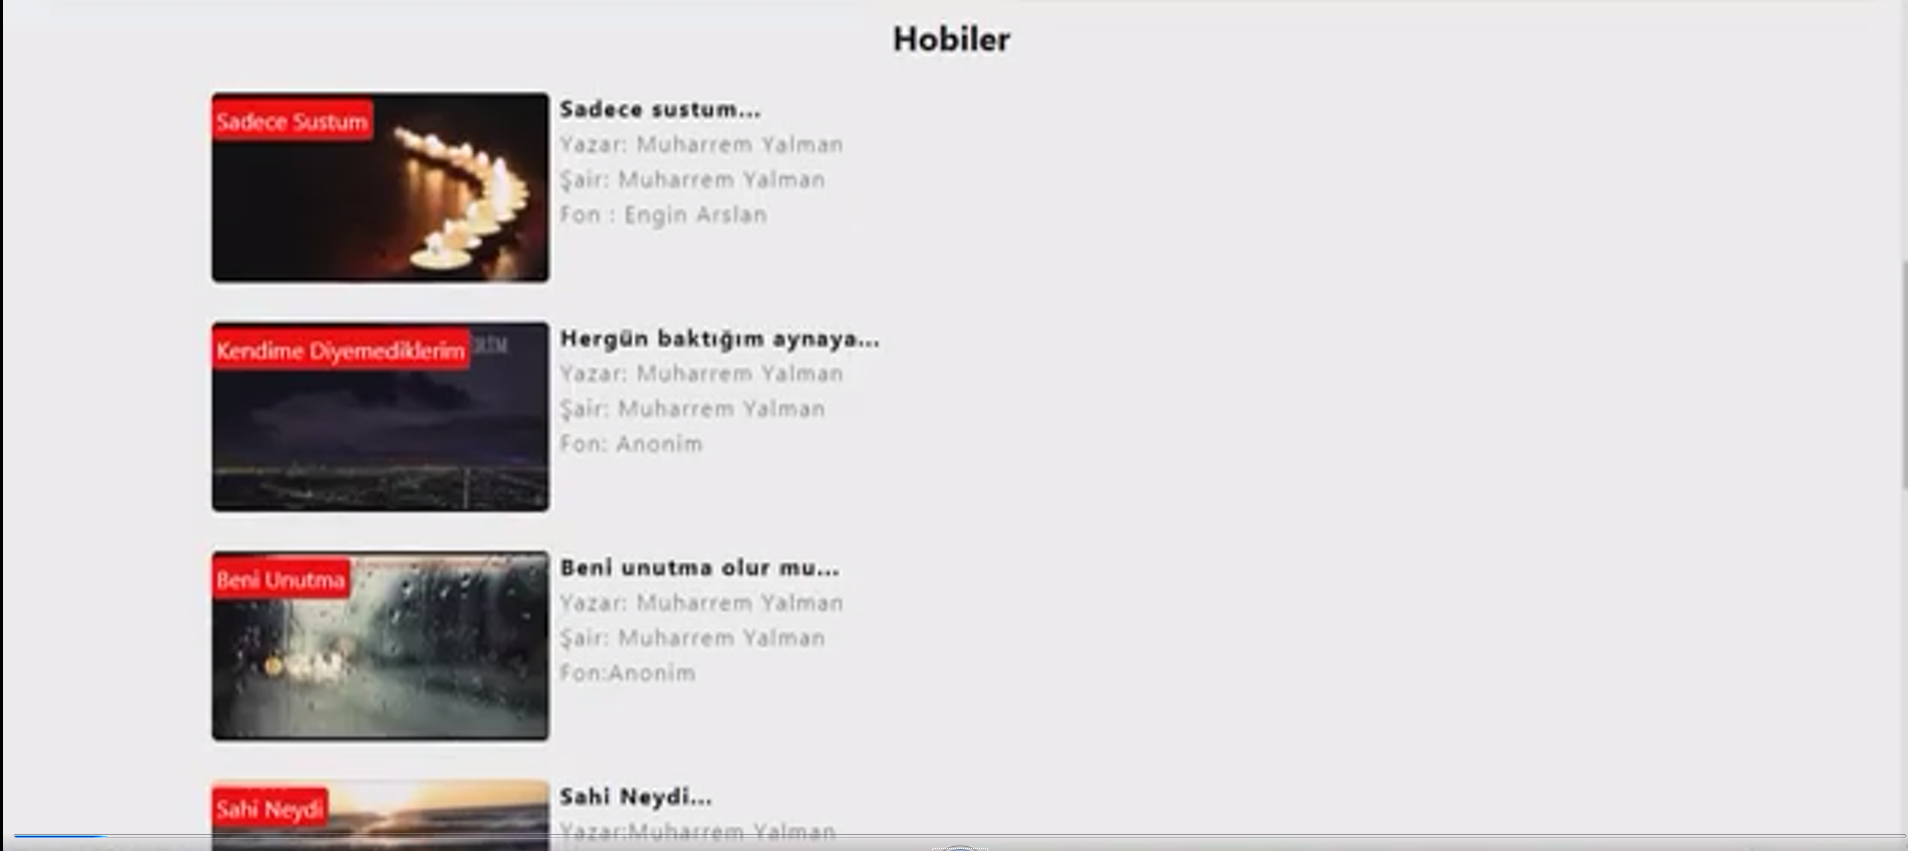 Hobiler
Sadece Sustum
Sadece sustum...
Yazar: Muharrem Yalman
Şair: Muharrem Yalman
Fon : Engin Arslan
Kendime Diyemediklerim
RİM
Hergün baktığım aynaya...
Yazar: Muharrem Yalman
Şair: Muharrem Yalman
Fon: Anonim
Beni Unutma
Beni unutma olur mu...
Yazar: Muharrem Yalman
Şair: Muharrem Yalman
Fon:Anonim
Sahi Neydi
Sahi Neydi...
Yazar:Muharrem Yalman